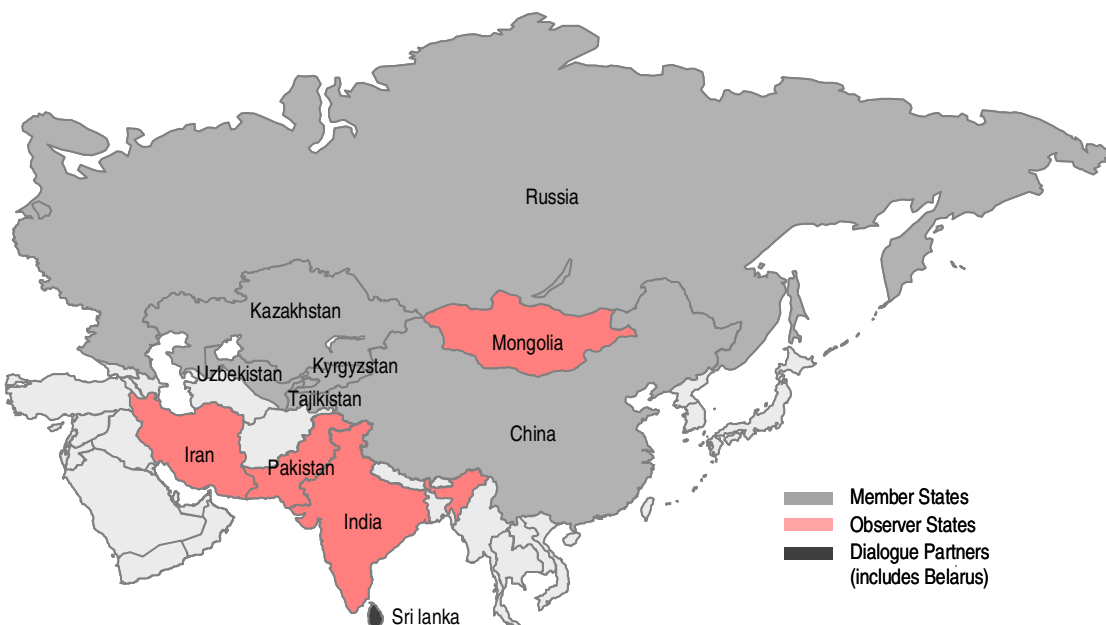 Russia
Kazakhstan
Mongolia
Kyrgyzstan
Uzbekistan
Tajikistan
China
Iran
Pakistan
India
Sri lanka
Member States
Observer States
Dialogue Partners
(includes Belarus)